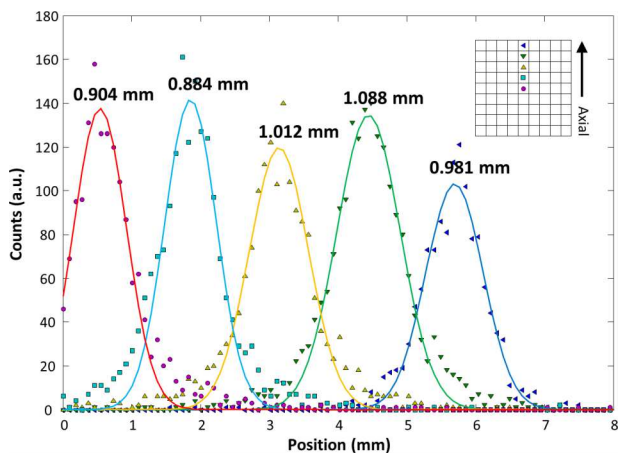 180
160
140
120
100
80
60
40
20
0
Counts (a.u.)
0.904 mm
0.884 mm
1.012 mm
1.088 mm
0.981 mm
Axial
0 1 2 3 4 5 6 7 8
Position (mm)